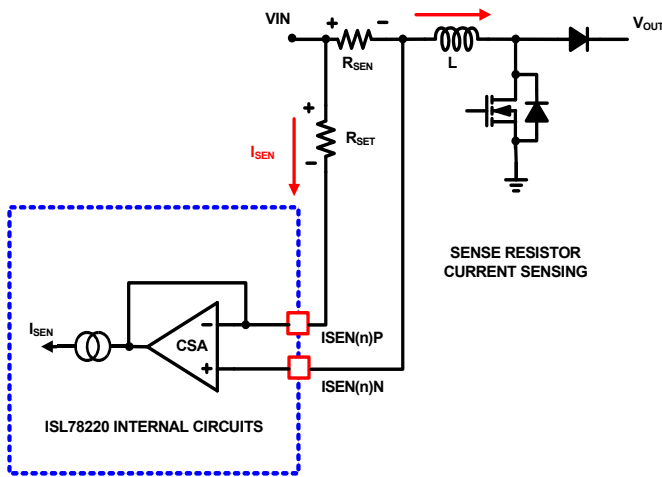 VIN
+ -
RSEN
L
VOUT
+
RSET
-
ISEN
SENSE RESISTOR
CURRENT SENSING
ISEN
CSA
-
+
ISEN(n)P
ISEN(n)N
ISL78220 INTERNAL CIRCUITS